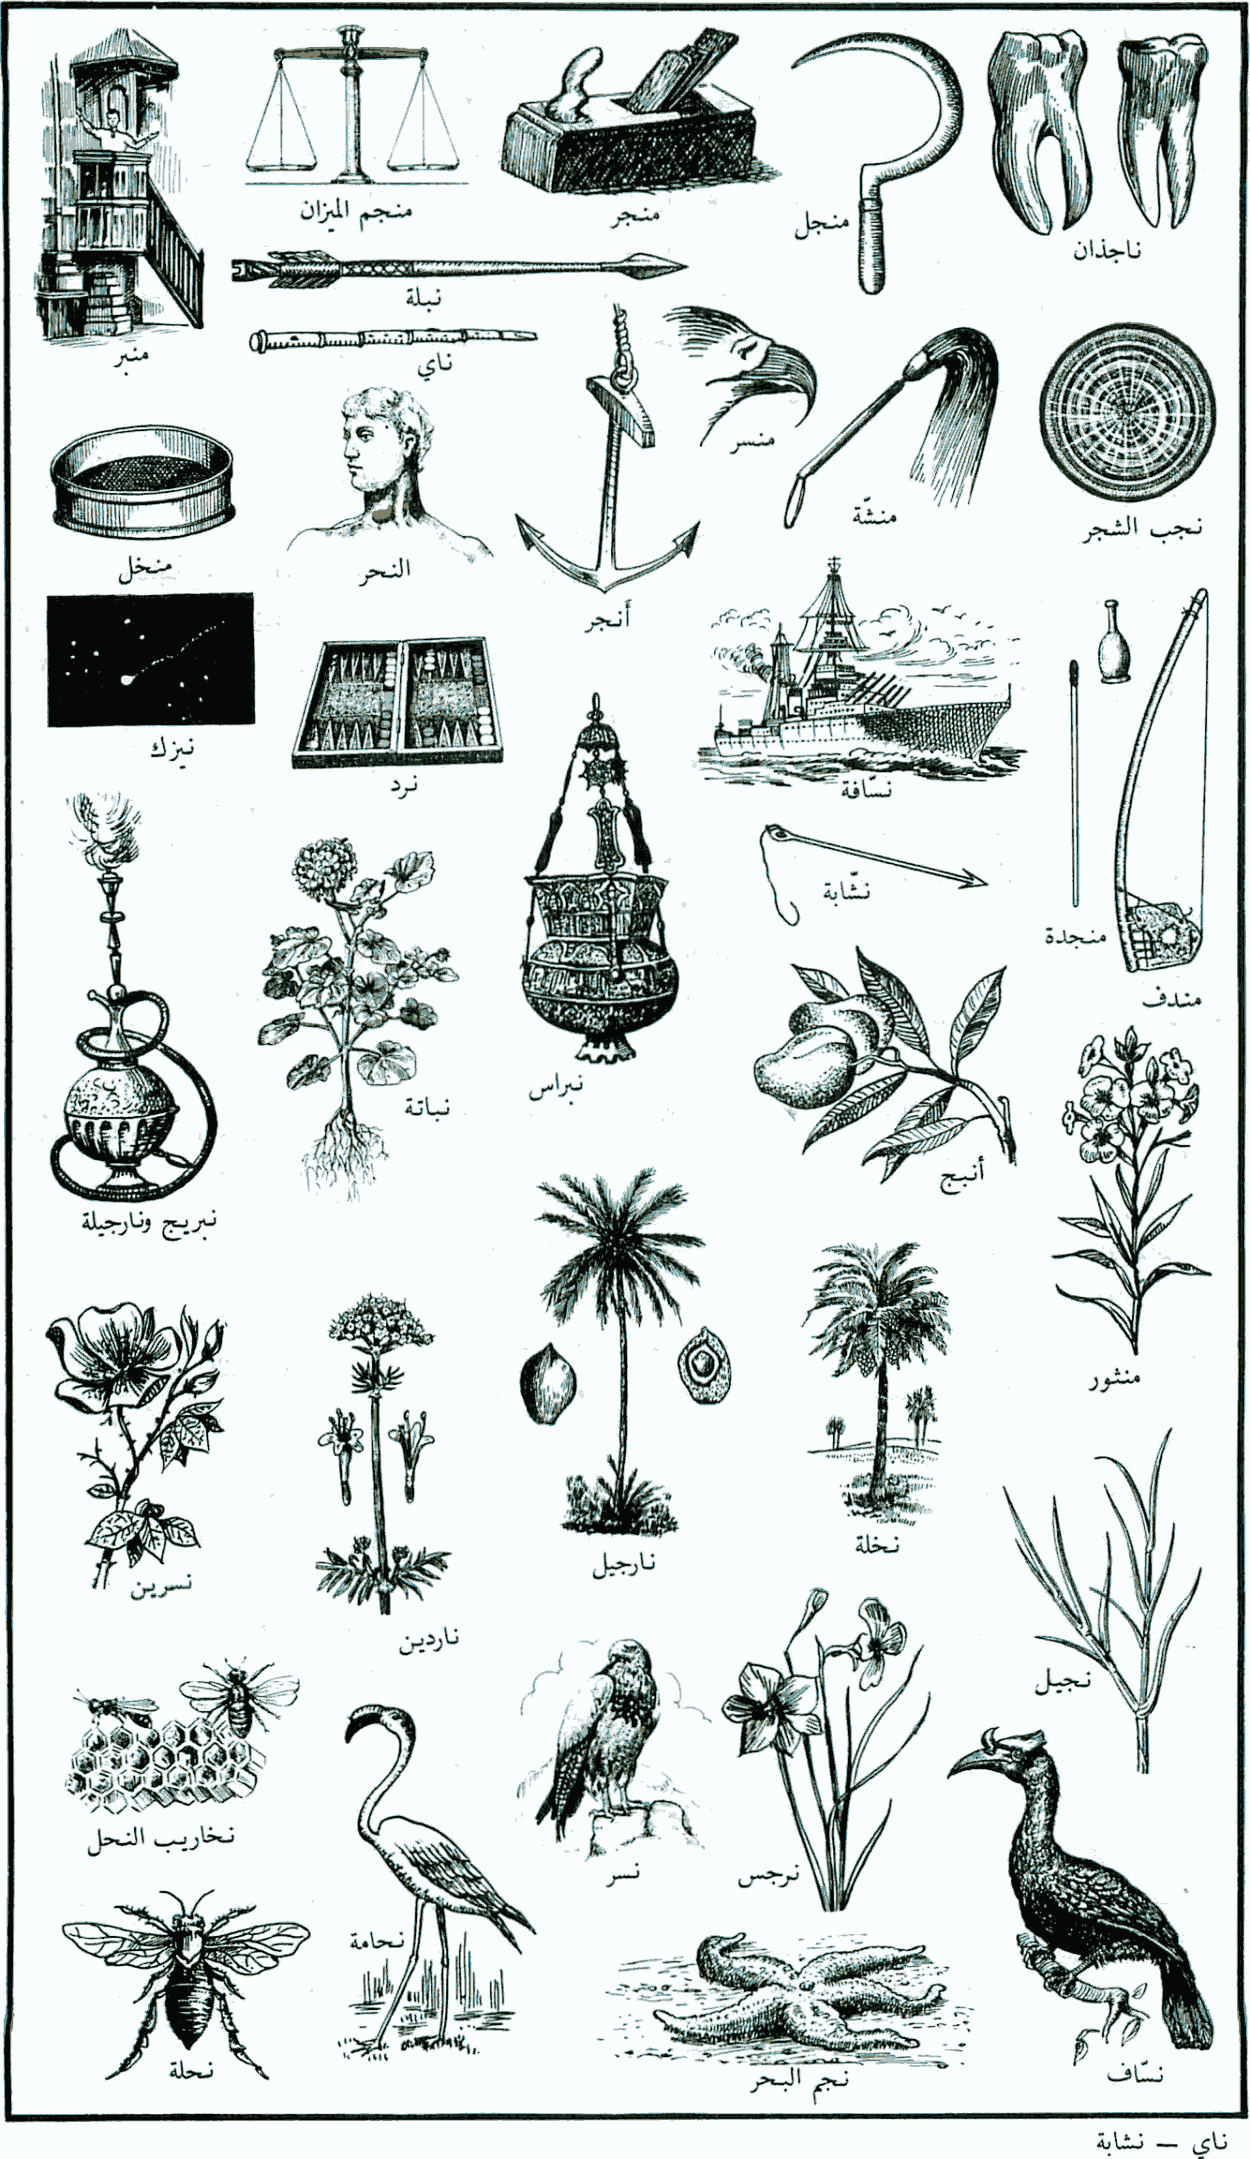 ناجذان
منجل
منجر
منجم الميزان
منبر
نبلة
ناي
منسر
منشّة
نجب الشجر
منخل
النحر
أنجر
نيزك
نرد
نسّافة
نشّابة
منجدة
مندف
نبريج ونارجيلة
نباتة
نبراس
أنبج
منثور
نسرين
ناردين
نارجيل
نخلة
نجيل
نخاريب النحل
نحامة
نسر
نرجس
نحلة
نجم البحر
نسّاف
ناي — نشابة